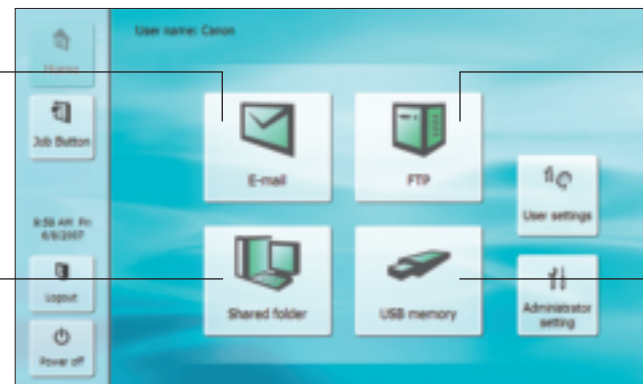 Home
User name: Canon
Job Button
E-mail
FTP
User settings
9:59 AM Fri
6/8/2007
Logout
Shared folder
USB memory
Administrator
setting
Power off